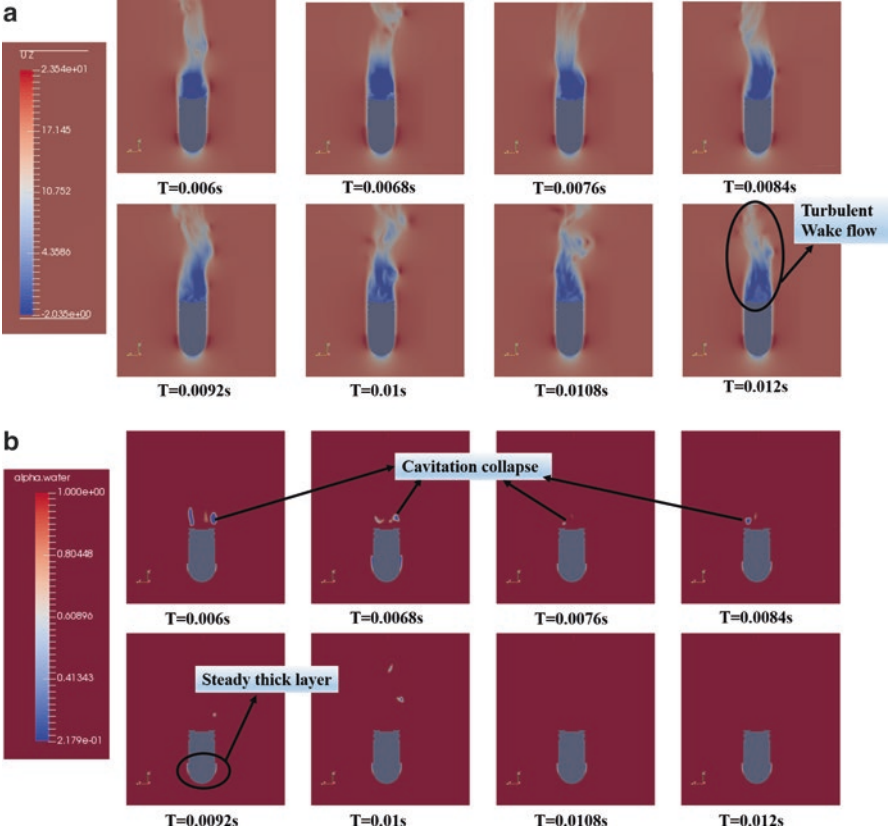 a
U Z
2.354e+01
17.145
10.752
4.3586
-2.035e+00
T=0.006s
T=0.0068s
T=0.0076s
T=0.0084s
Turbulent
Wake flow
T=0.0092s
T=0.01s
T=0.0108s
T=0.012s
b
alpha.water
1.000e+00
0.80448
0.60896
0.41343
2.179e-01
Cavitation collapse
T=0.006s
T=0.0068s
T=0.0076s
T=0.0084s
Steady thick layer
T=0.0092s
T=0.01s
T=0.0108s
T=0.012s